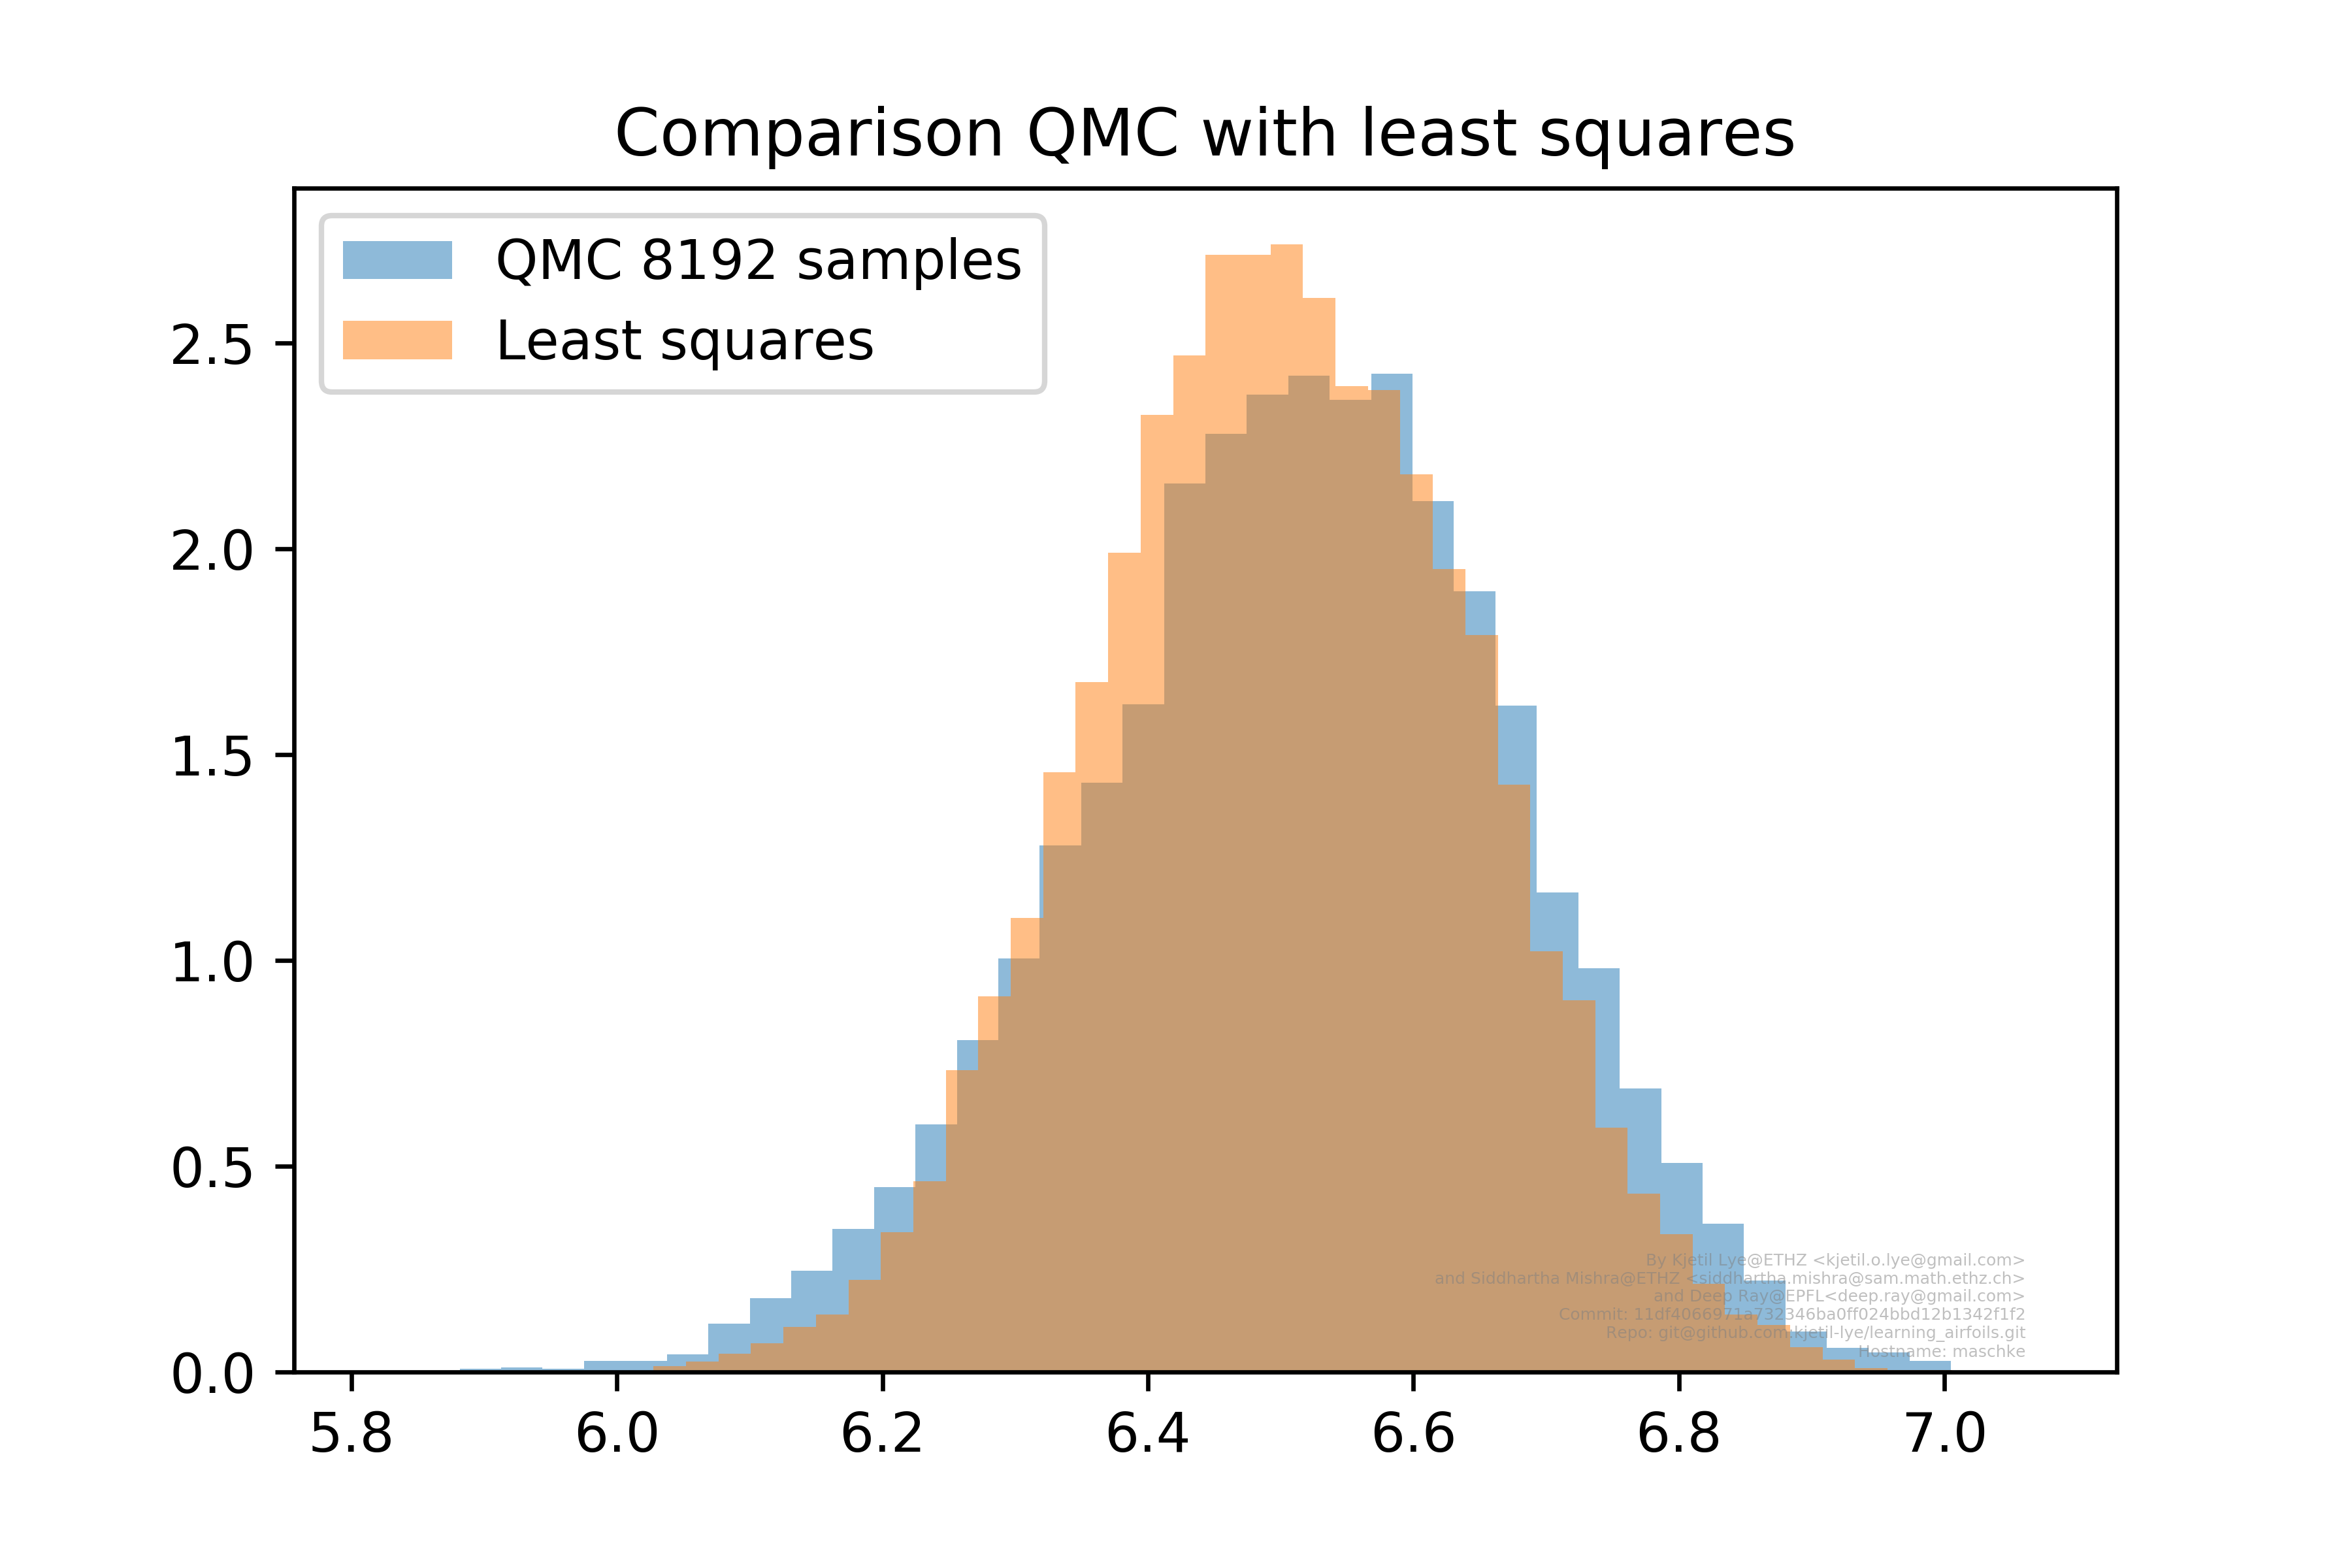 Comparison QMC with least squares
QMC 8192 samples
Least squares
2.5
2.0
1.5
1.0
0.5
0.0
5.8 6.0 6.2 6.4 6.6 6.8 7.0
By Kjetil Lye@ETHZ <kjetil.o.lye@gmail.com>
and Siddhartha Mishra@ETHZ <siddhartha.mishra@sam.math.ethz.ch>
and Deep Ray@EPFL<deep.ray@gmail.com>
Commit: 11df4066971a732346ba0ff024bbd12b1342f1f2
Repo: git@github.com:kjetil-lye/learning_airfoils.git
Hostname: maschke